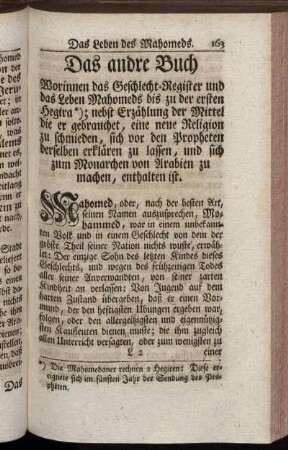 Das Leben des Mahomeds. 163
Das andre Buch
Worinnen das Geschlecht-Register und
das Leben Mahomeds bis zu der ersten
Hegira *); nebst Erzählung der Mittel
die er gebrauchet, eine neue Religion
zu schmieden, sich vor den Propheten
derselben erklären zu lassen, und sich
zum Monarchen von Arabien zu
machen, enthalten ist.
Mahomed, oder, nach der besten Art,
seinen Namen auszusprechen, Mo-
hammed, war in einem unbekan-
ten Volk und in einem Geschlecht von dem der
größte Theil seiner Nation nichts wuste, erwäh-
let: Der einzige Sohn des letzten Kindes dieses
Geschlechts, und wegen des frühzeitigen Todes
aller seiner Anverwandten, von seiner zarten
Kindheit an verlassen: Von Jugend auf dem
harten Zustand übergeben, daß er einen Vor-
mund, der den heftigsten Übungen ergeben war,
folgen, oder den allergeitzigsten und eigennützig-
sten Kaufleuten dienen muste; die ihm zugleich
allen Unterricht versagten, oder zum wenigsten zu
L 2 einer
*) Die Mahomedaner rechnen 2 Hegiren: Diese er-
eignete sich im fünften Jahr der Sendung des Pro-
pheten.
Stadt
Das